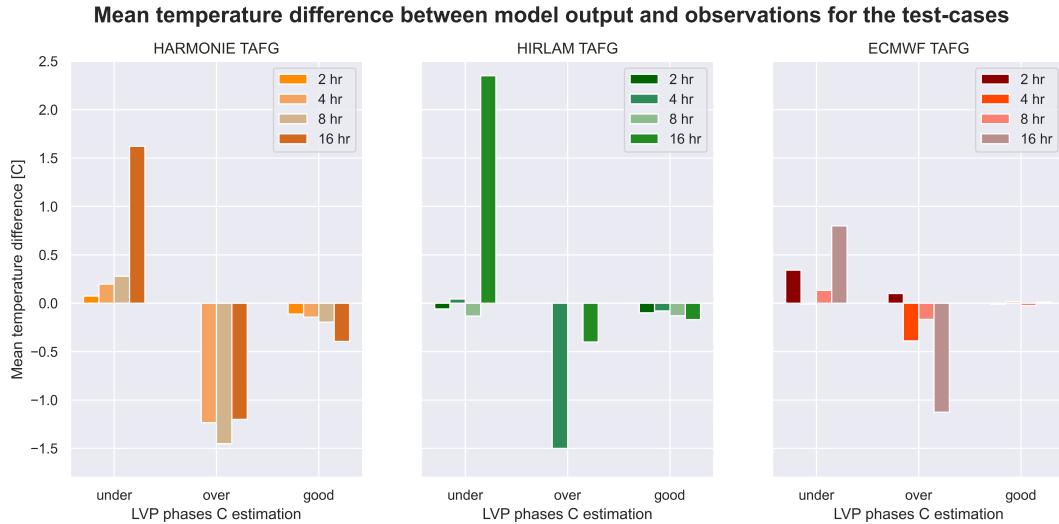 Mean temperature difference between model output and observations for the test-cases
HARMONIE TAFG
HIRLAM TAFG
ECMWF TAFG
Mean temperature difference [C]
2.5
2.0
1.5
1.0
0.5
0.0
−0.5
−1.0
−1.5
2 hr
4 hr
8 hr
16 hr
2 hr
4 hr
8 hr
16 hr
2 hr
4 hr
8 hr
16 hr
under over good
under over good
under over good
LVP phases C estimation
LVP phases C estimation
LVP phases C estimation